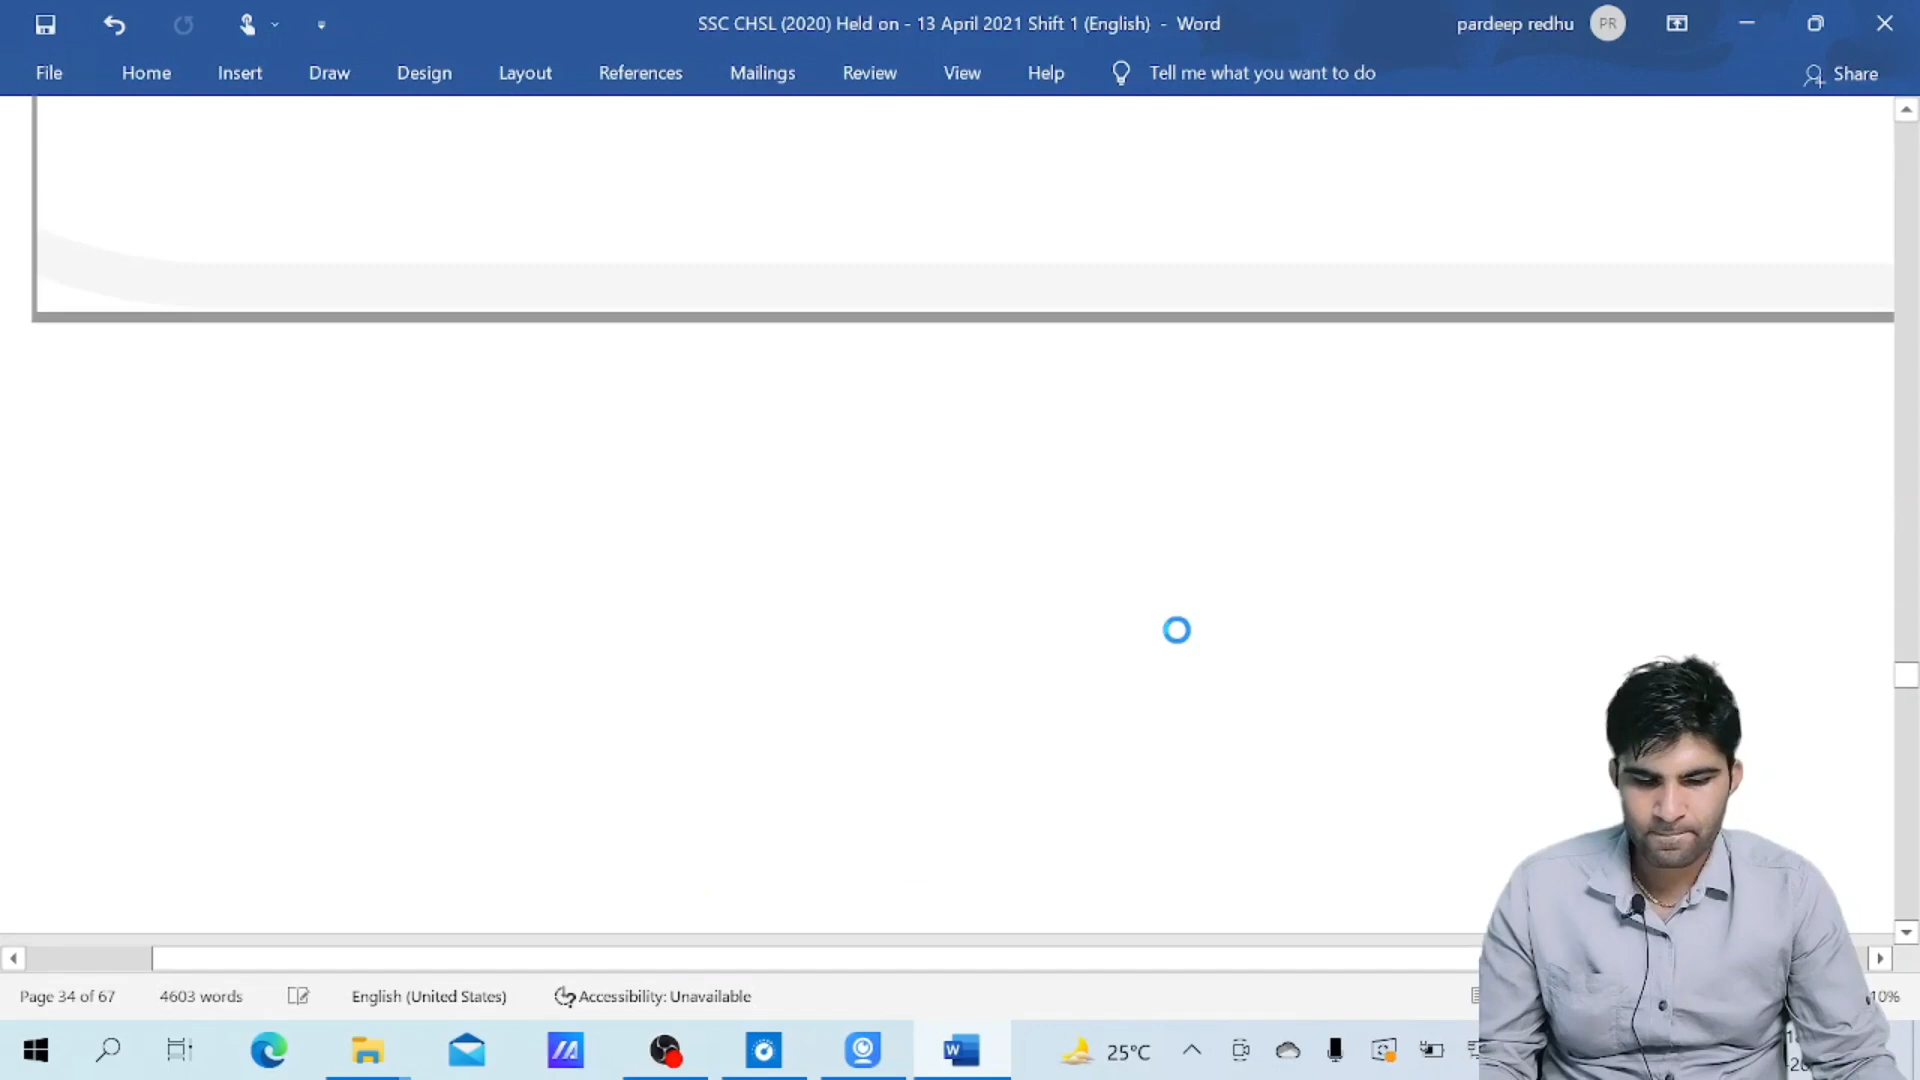 SSC CHSL (2020) Held on - 13 April 2021 Shift 1 (English) - Word
pardeep redhu
PR
File
Home
Insert
Draw
Design
Layout
References
Mailings
Review
View
Help
Tell me what you want to do
Share
Page 34 of 67
4603 words
English (United States)
Accessibility: Unavailable
10%
W
25°C